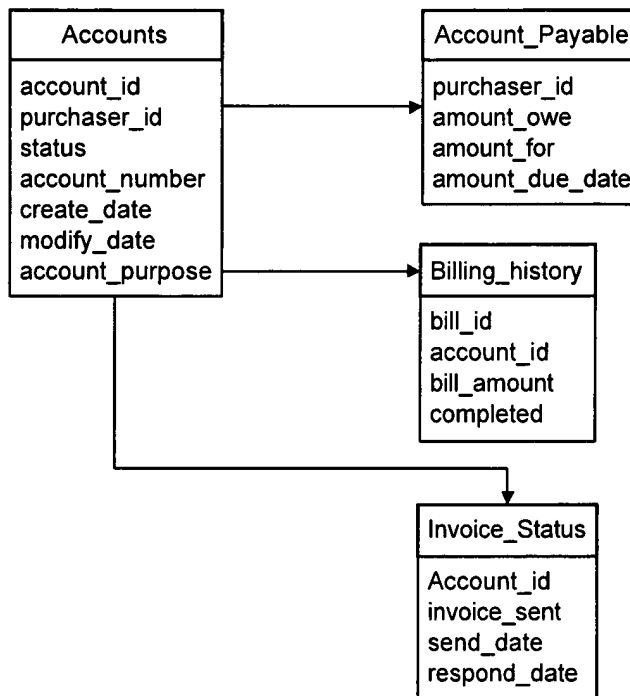 Accounts
account_id
purchaser_id
status
account_number
create_date
modify_date
account_purpose
Account_Payable
purchaser_id
amount_owe
amount_for
amount_due_date
Billing_history
bill_id
account_id
bill_amount
completed
Invoice_Status
Account_id
invoice_sent
send_date
respond_date